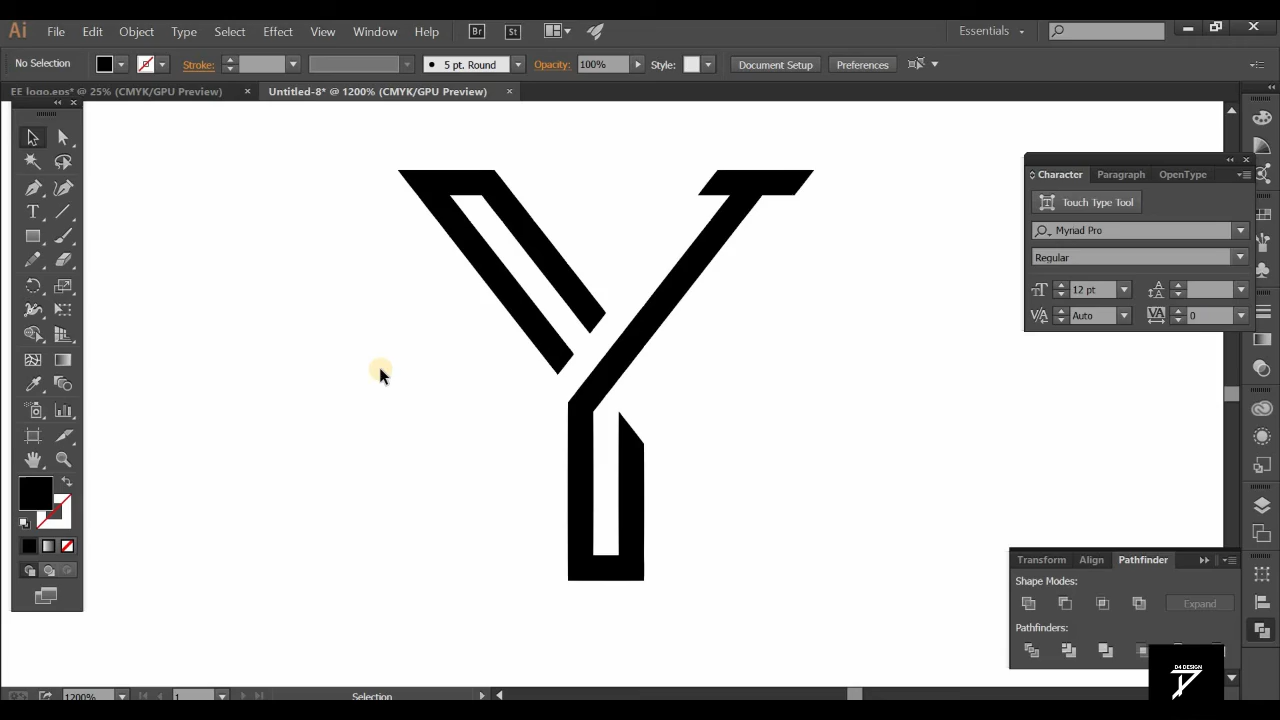 Ai File Edit Object Type Select Effect View Window Help Br St Essentials
No Selection Stroke: 5 pt. Round Opacity: 100% Style: Document Setup Preferences
EE logo.eps* @ 25% (CMYK/GPU Preview) × Untitled-8* @ 1200% (CMYK/GPU Preview) ×
Y
Character Paragraph OpenType
Touch Type Tool
Myriad Pro
Regular
12 pt
Auto 0
Transform Align Pathfinder
Shape Modes:
Expand
Pathfinders:
D4 DESIGN
1200% 1 Selection